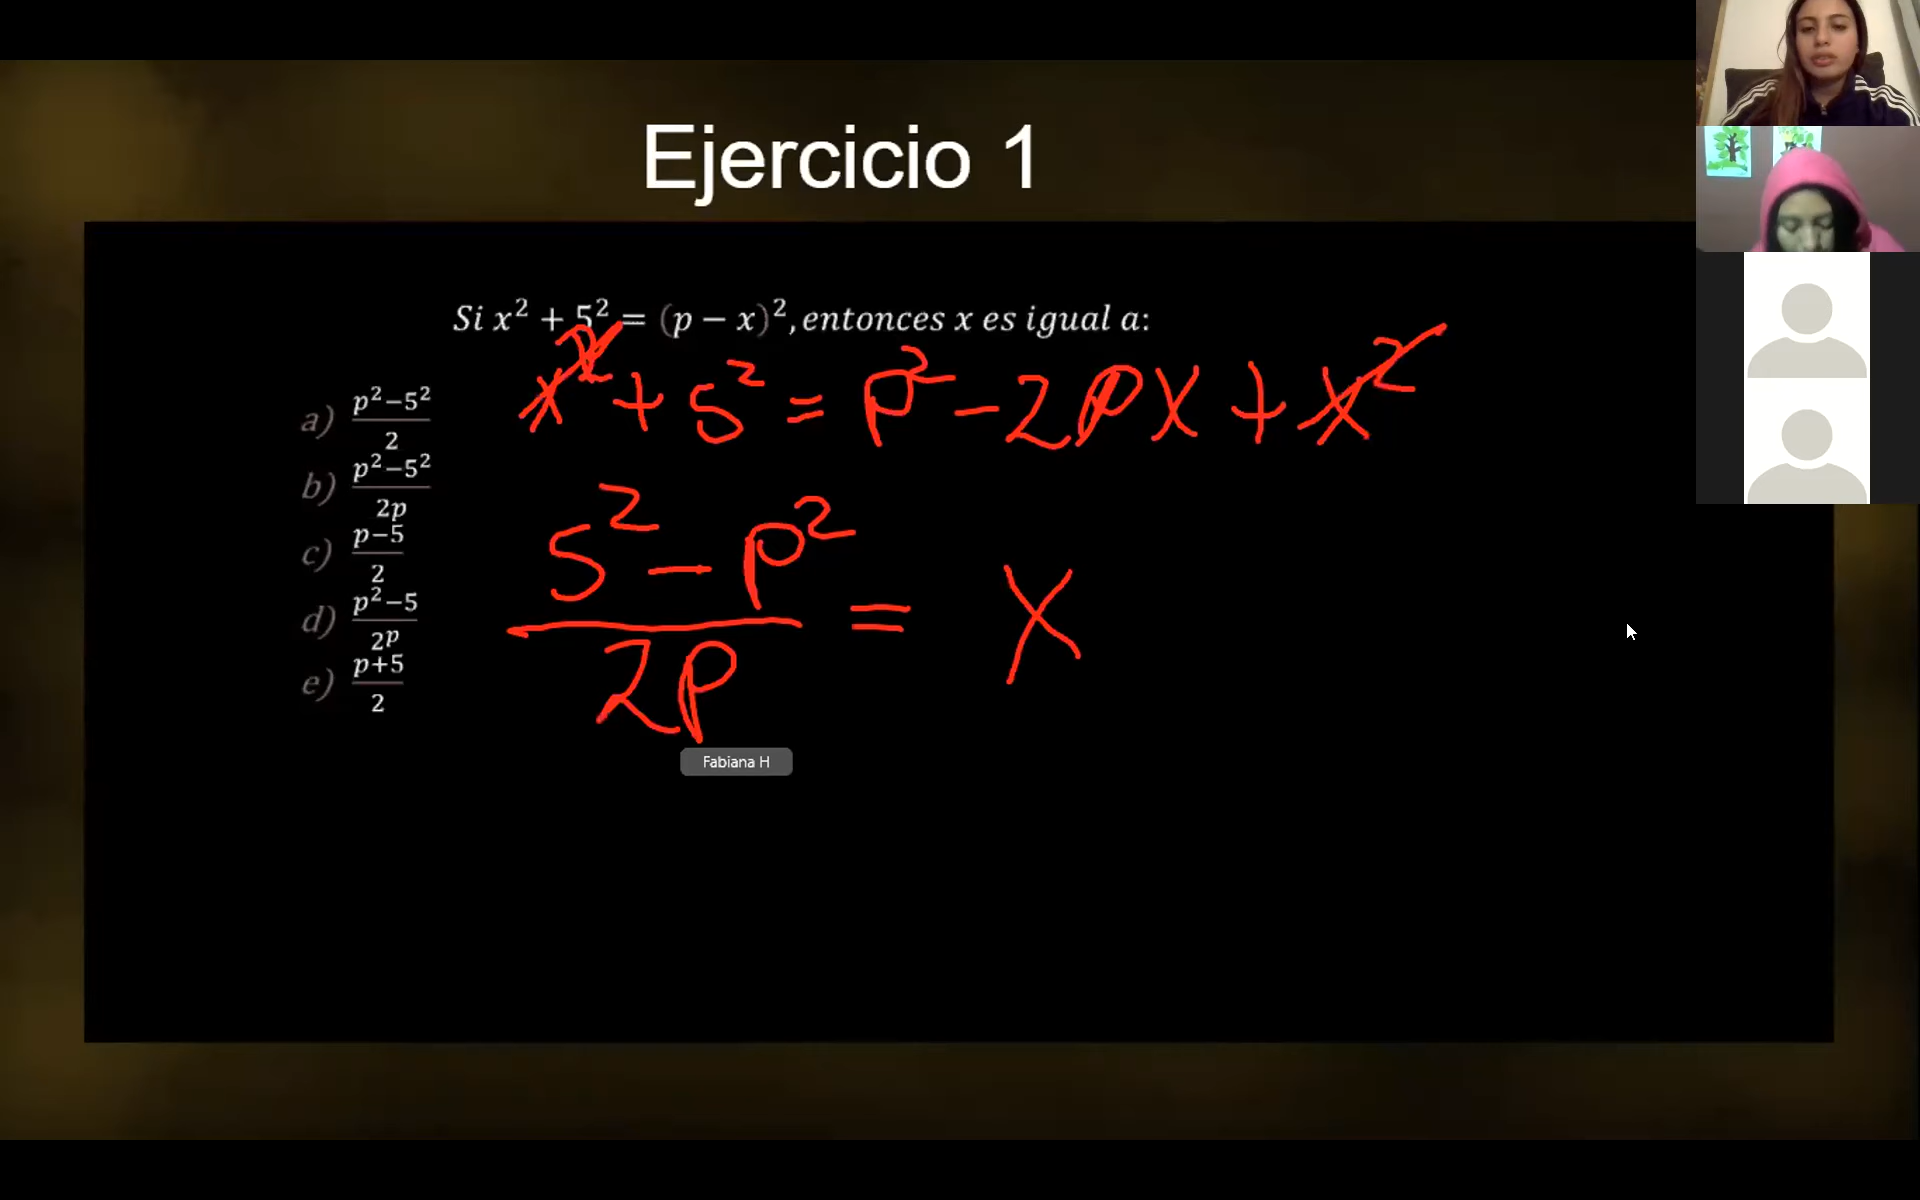 Ejercicio 1
Si x² + 5² = (p − x)², entonces x es igual a:
x² + 5² = p² − 2px + x²
a) p²−5² / 2
b) p²−5² / 2p
c) p−5 / 2
d) p²−5 / 2ᵖ
e) p+5 / 2
5² − p² / 2p = x
Fabiana H